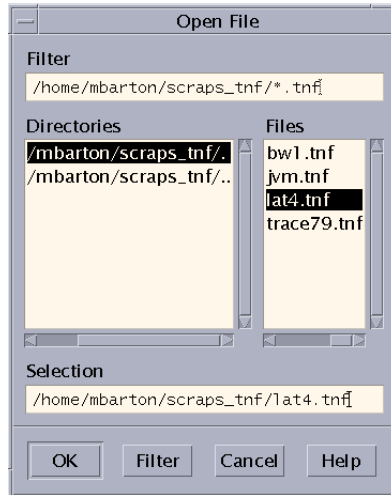 Open File
Filter
/home/mbarton/scraps_tnf/*.tnf
Directories
/mbarton/scraps_tnf/.
/mbarton/scraps_tnf/..
Files
bw1.tnf
jvm.tnf
lat4.tnf
trace79.tnf
Selection
/home/mbarton/scraps_tnf/lat4.tnf
OK Filter Cancel Help